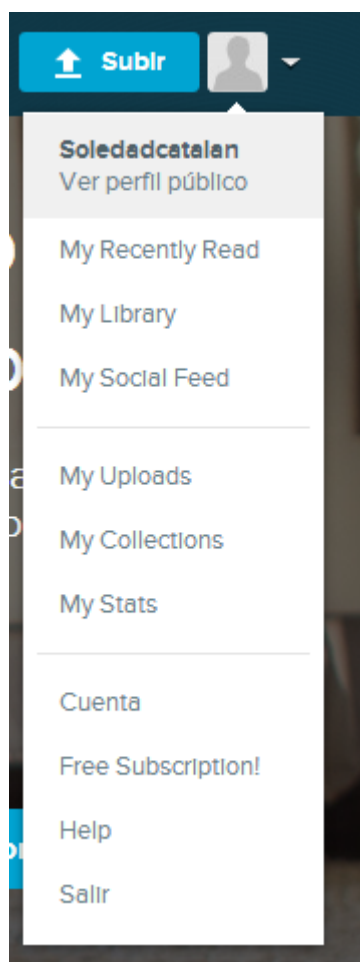 Subir
Soledadcatalan
Ver perfil público
My Recently Read
My Library
My Social Feed
My Uploads
My Collections
My Stats
Cuenta
Free Subscription!
Help
Salir